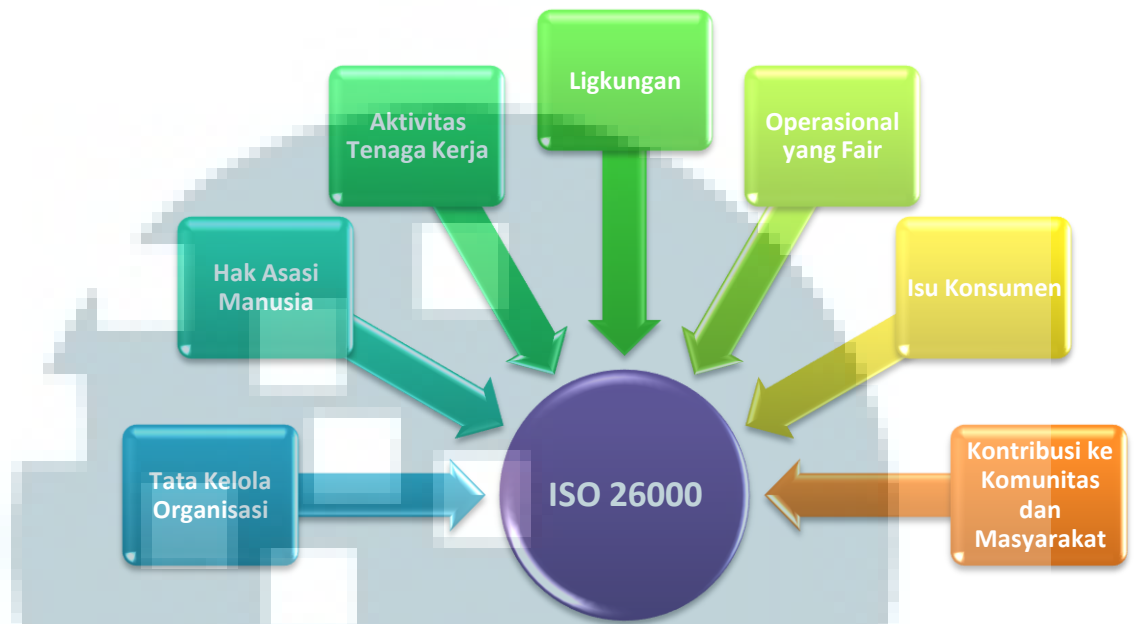 Tata Kelola
Organisasi
Hak Asasi
Manusia
Aktivitas
Tenaga Kerja
Ligkungan
Operasional
yang Fair
Isu Konsumen
Kontribusi ke
Komunitas
dan
Masyarakat
ISO 26000